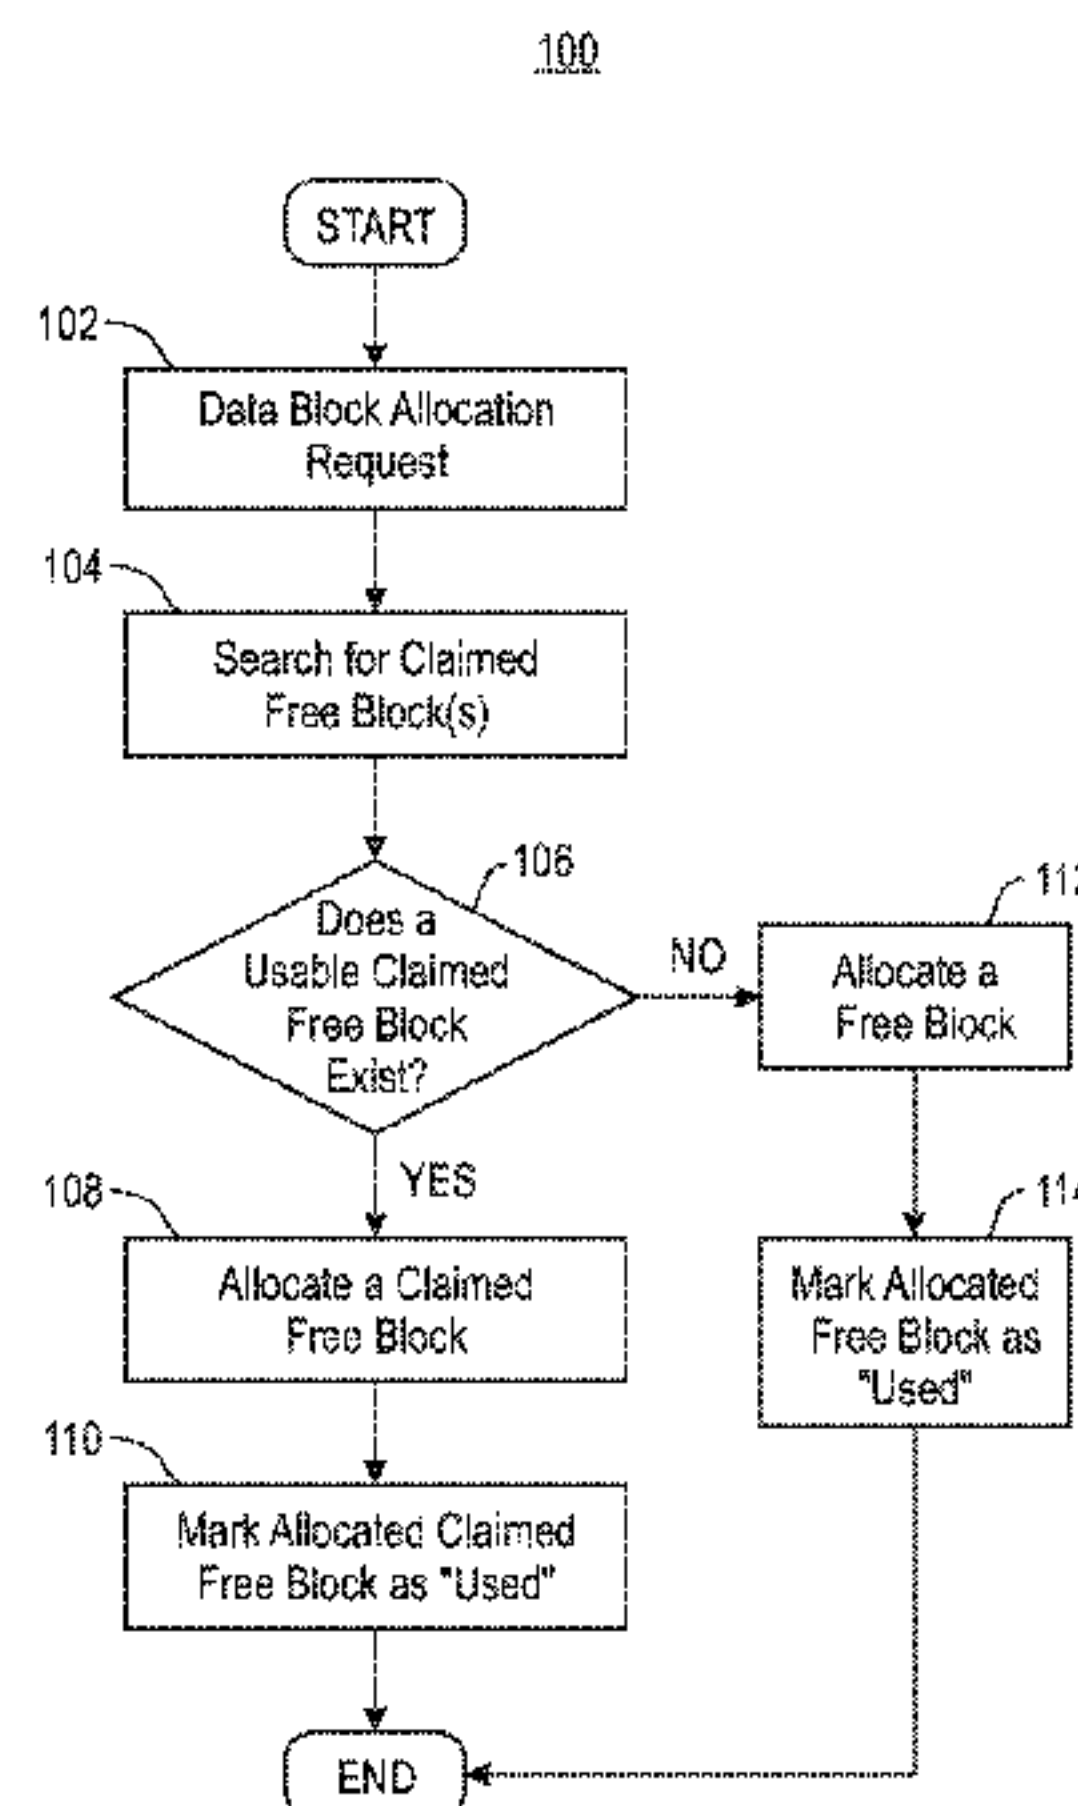 100
START
102
Data Block Allocation
Request
104
Search for Claimed
Free Block(s)
106
Does a
Usable Claimed
Free Block
Exist?
NO
112
Allocate a
Free Block
YES
108
Allocate a Claimed
Free Block
114
Mark Allocated
Free Block as
"Used"
110
Mark Allocated Claimed
Free Block as "Used"
END